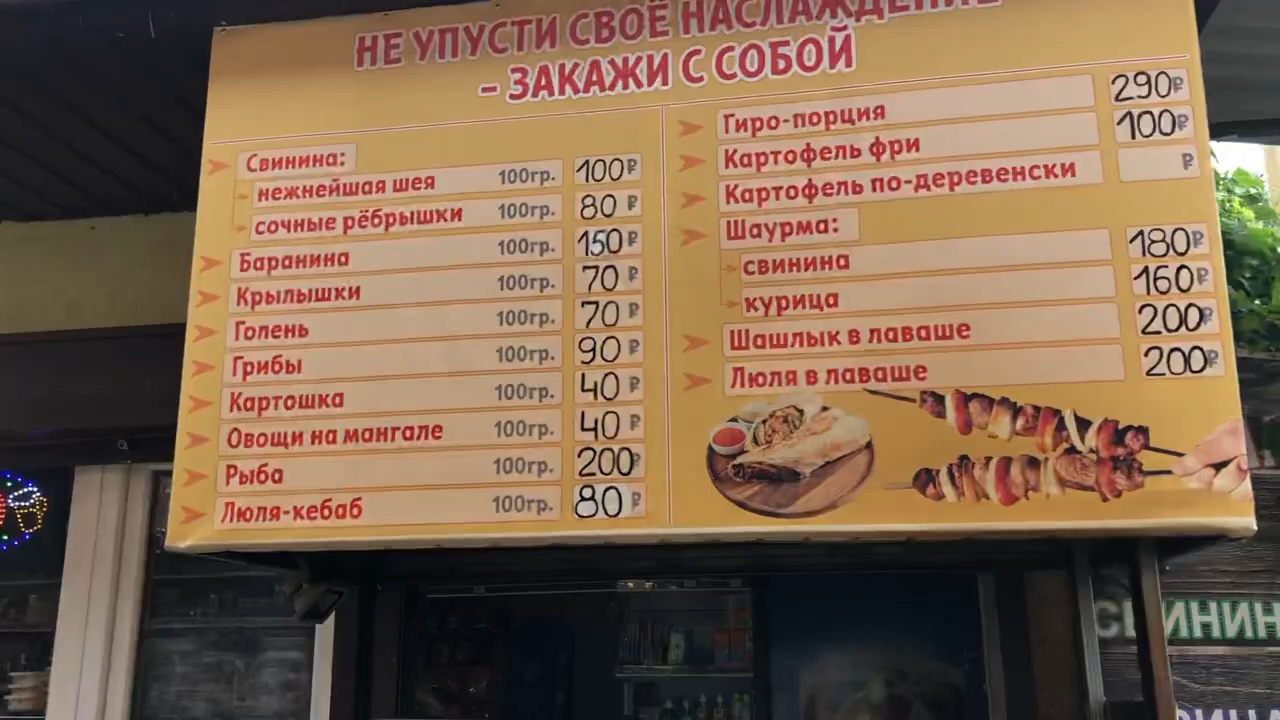 НЕ УПУСТИ СВОЁ НАСЛАЖДЕНИЕ
– ЗАКАЖИ С СОБОЙ
Свинина:
нежнейшая шея 100гр. 100₽
сочные рёбрышки 100гр. 80 ₽
Баранина 100гр. 150₽
Крылышки 100гр. 70 ₽
Голень 100гр. 70 ₽
Грибы 100гр. 90 ₽
Картошка 100гр. 40 ₽
Овощи на мангале 100гр. 40 ₽
Рыба 100гр. 200₽
Люля-кебаб 100гр. 80 ₽
Гиро-порция 290₽
Картофель фри 100₽
Картофель по-деревенски ₽
Шаурма:
свинина 180₽
курица 160₽
Шашлык в лаваше 200₽
Люля в лаваше 200₽